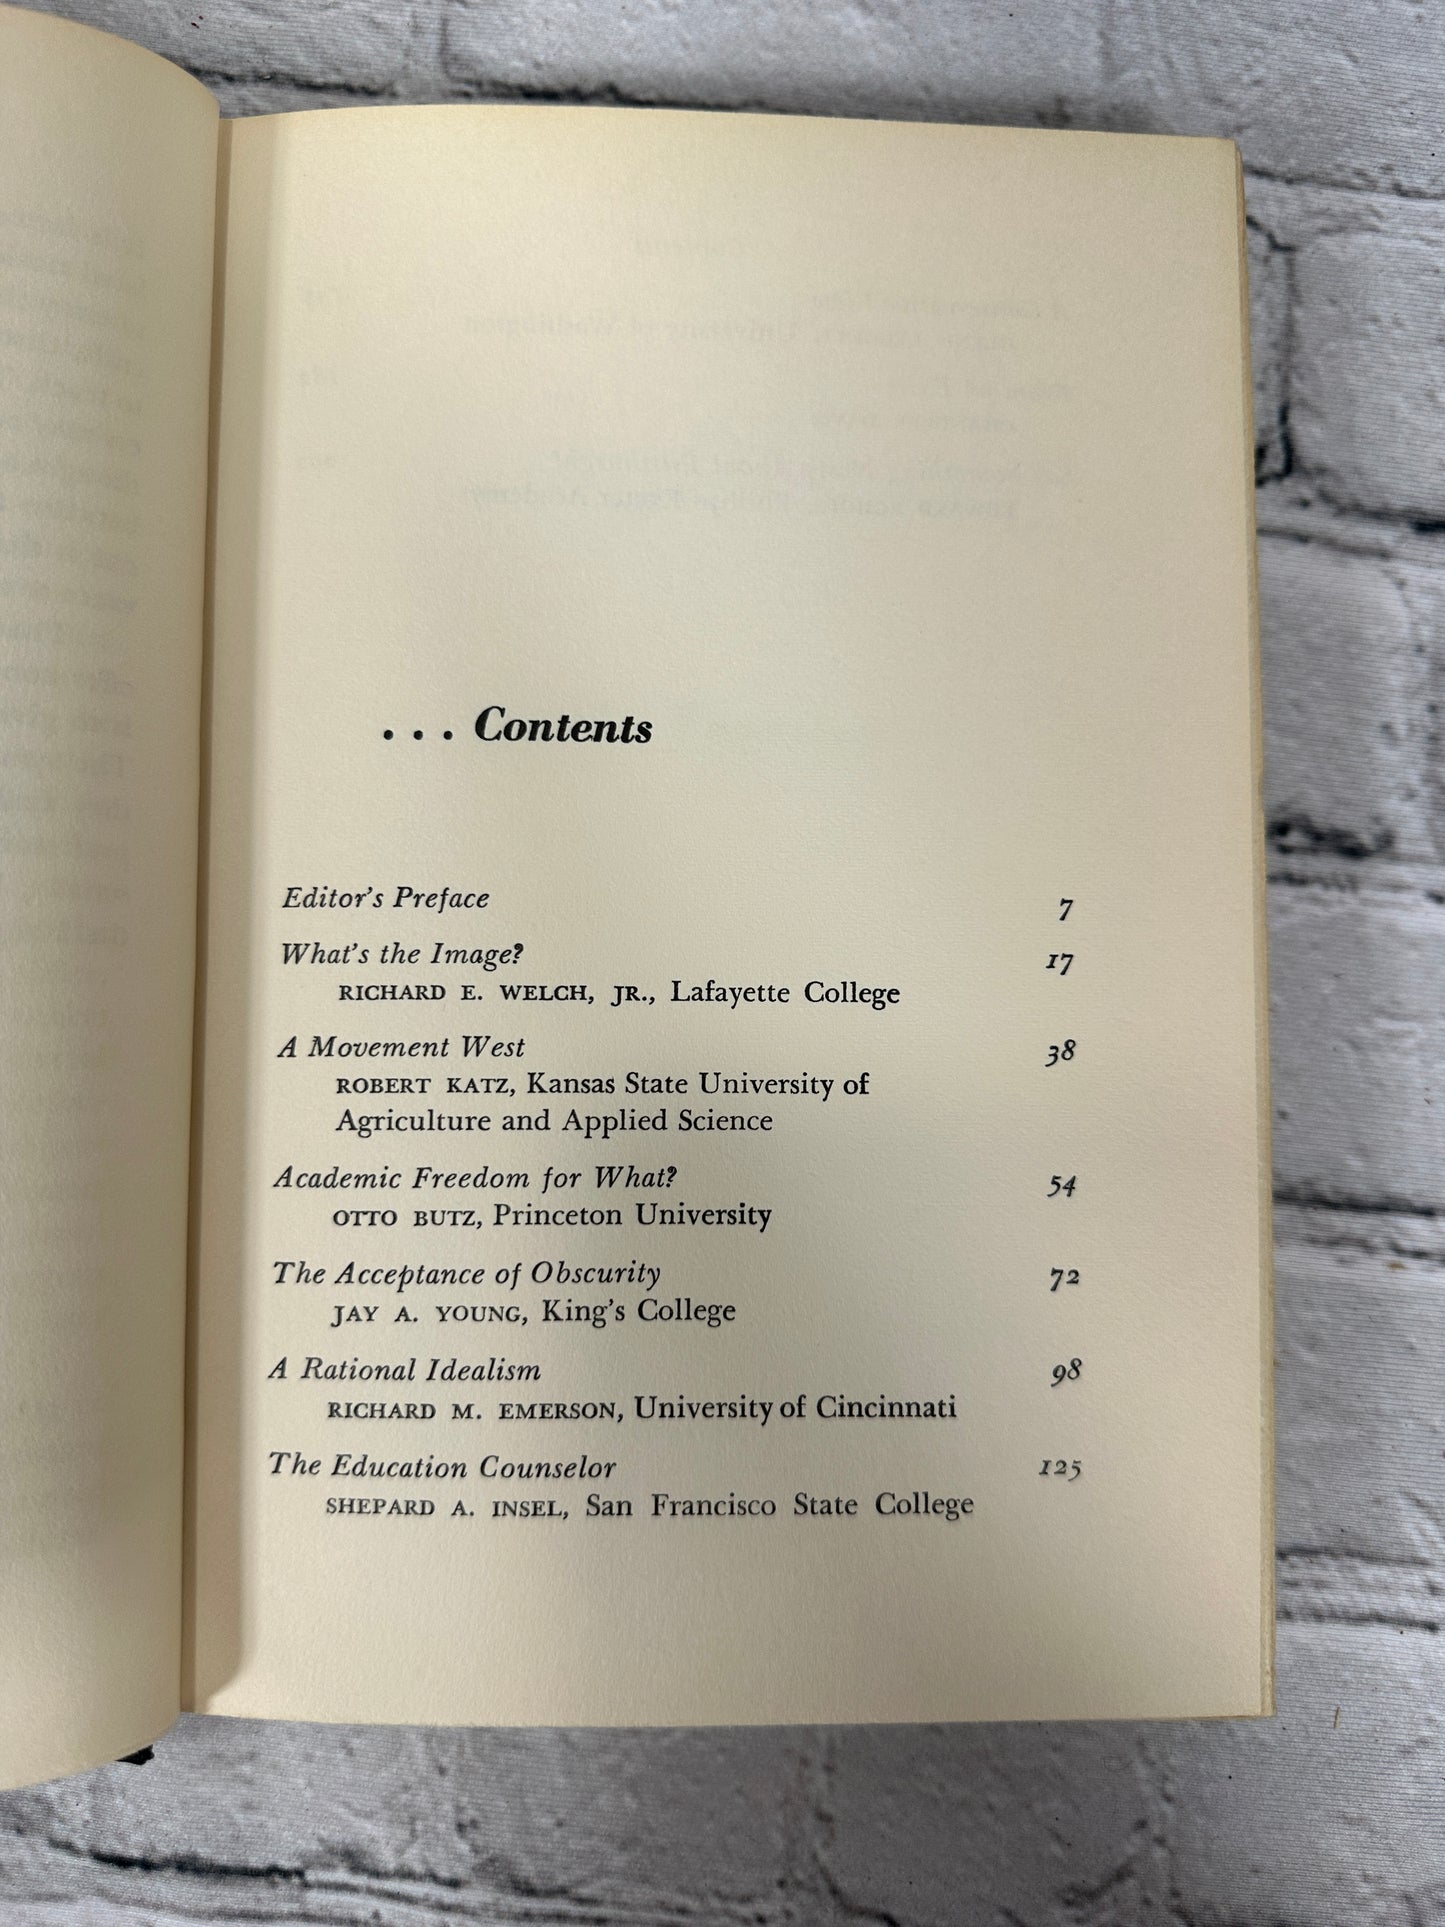 . . . Contents
Editor's Preface 7
What's the Image? 17
RICHARD E. WELCH, JR., Lafayette College
A Movement West 38
ROBERT KATZ, Kansas State University of
Agriculture and Applied Science
Academic Freedom for What? 54
OTTO BUTZ, Princeton University
The Acceptance of Obscurity 72
JAY A. YOUNG, King's College
A Rational Idealism 98
RICHARD M. EMERSON, University of Cincinnati
The Education Counselor 125
SHEPARD A. INSEL, San Francisco State College